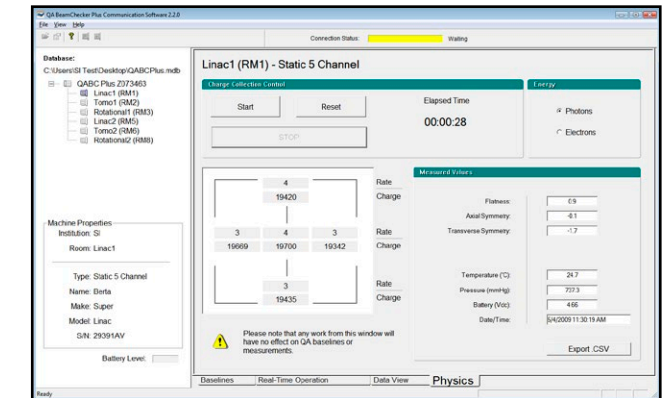 QA BeamChecker Plus Communication Software 2.2.0
File View Help
Connection Status: Waiting
Database:
C:\Users\SI Test\Desktop\QABCPlus.mdb
QABC Plus Z073463
Linac1 (RM1)
Tomo1 (RM2)
Rotational1 (RM3)
Linac2 (RM5)
Tomo2 (RM6)
Rotational2 (RM8)
Machine Properties
Institution: SI
Room: Linac1
Type: Static 5 Channel
Name: Berta
Make: Super
Model: Linac
S/N: 29391AV
Battery Level:
Linac1 (RM1) - Static 5 Channel
Charge Collection Control
Start Reset
STOP
Elapsed Time
00:00:28
Energy
Photons
Electrons
4 Rate
19420 Charge
3 4 3 Rate
19669 19700 19342 Charge
3 Rate
19435 Charge
Please note that any work from this window will
have no effect on QA baselines or
measurements.
Measured Values
Flatness: 0.9
Axial Symmetry: -0.1
Transverse Symmetry: -1.7
Temperature (°C): 24.7
Pressure (mmHg): 737.3
Battery (Vdc): 4.66
Date/Time: 5/4/2009 11:30:19 AM
Export .CSV
Baselines Real-Time Operation Data View Physics
Ready